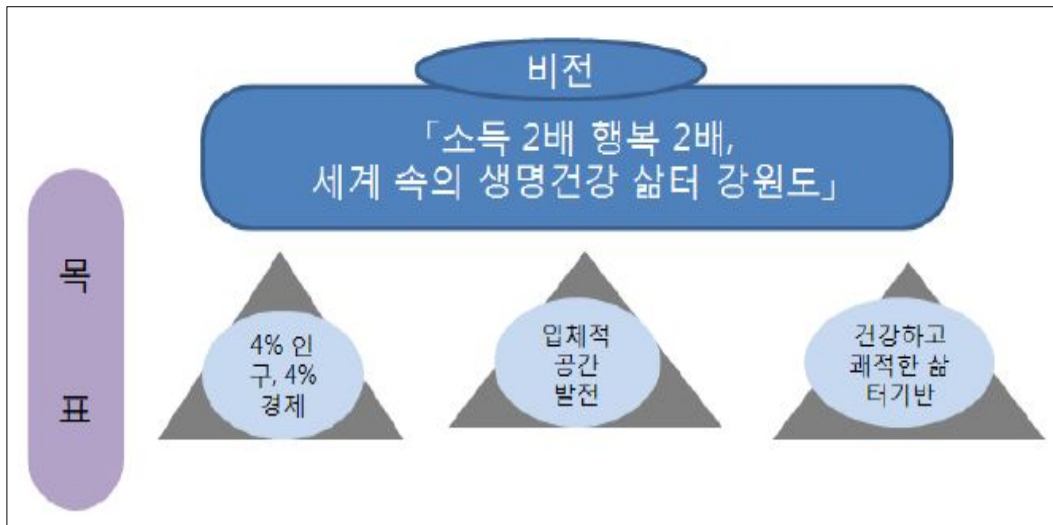 비전
「소득 2배 행복 2배,
세계 속의 생명건강 삶터 강원도」
목
표
4% 인
구, 4%
경제
입체적
공간
발전
건강하고
쾌적한 삶
터기반